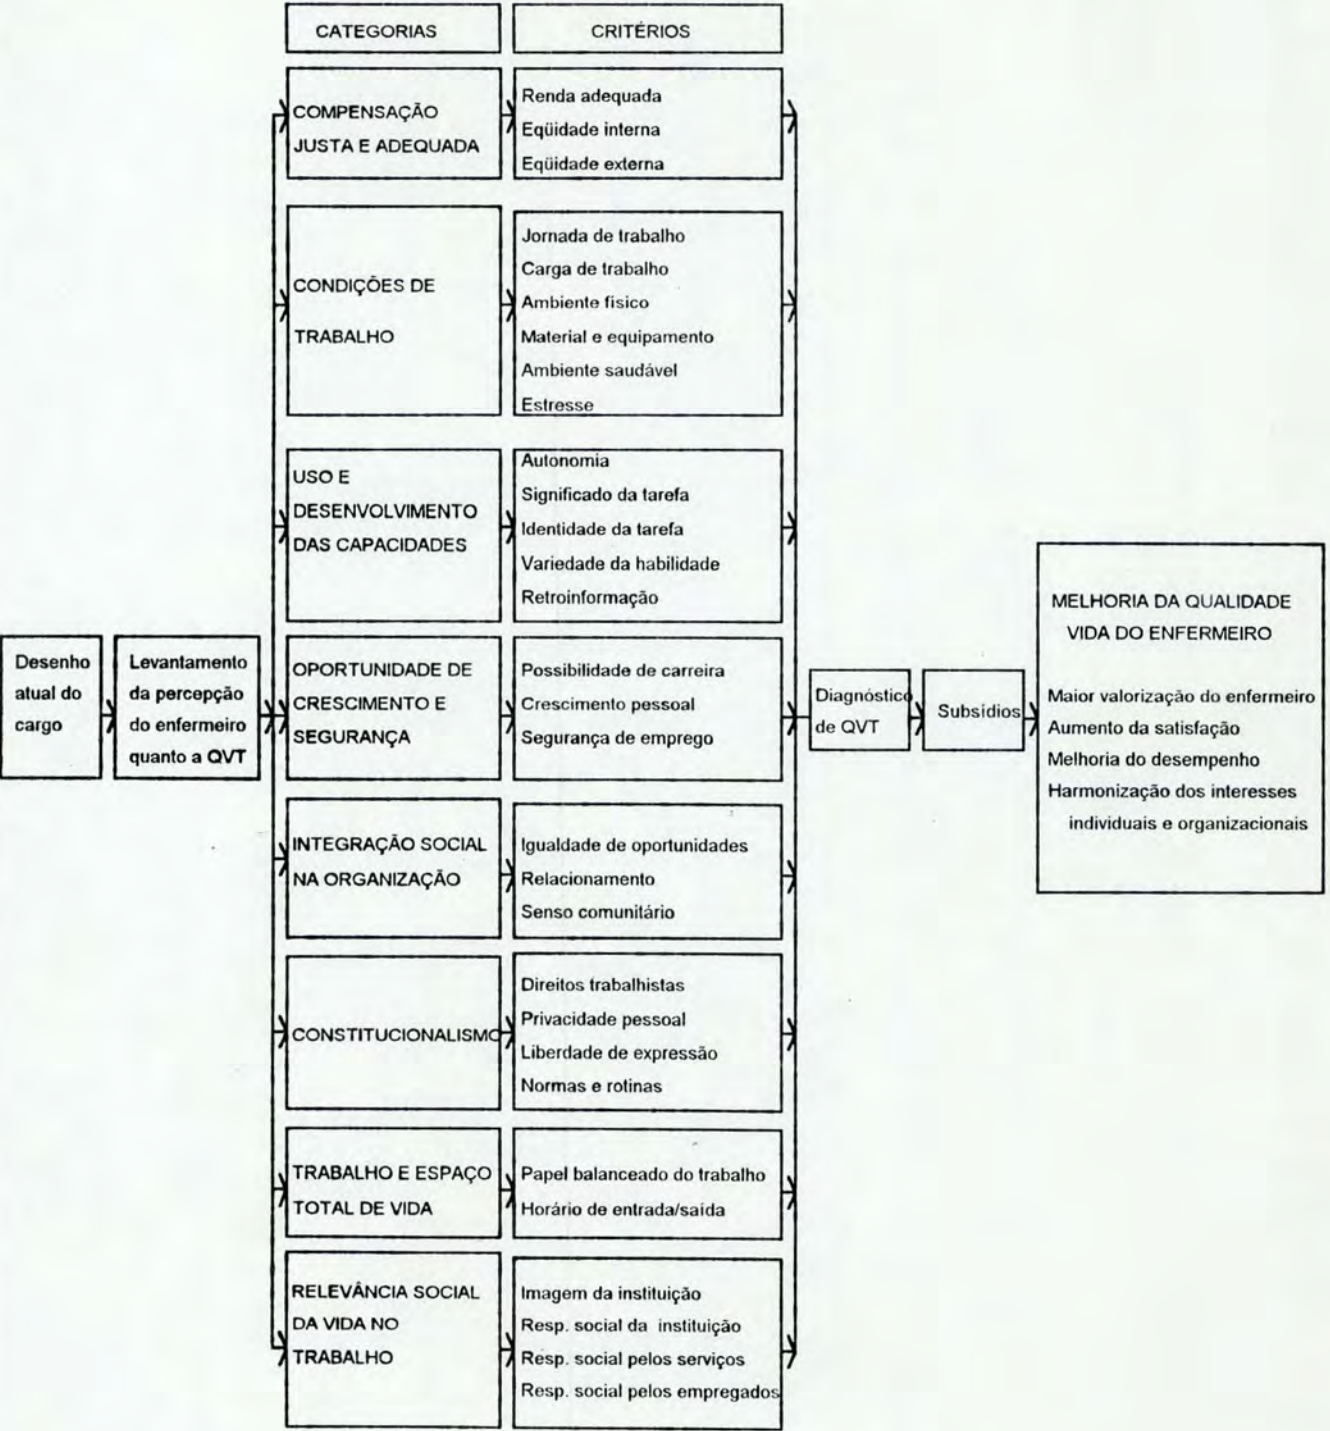 CATEGORIAS
CRITÉRIOS
COMPENSAÇÃO
JUSTA E ADEQUADA
Renda adequada
Eqüidade interna
Eqüidade externa
CONDIÇÕES DE
TRABALHO
Jornada de trabalho
Carga de trabalho
Ambiente físico
Material e equipamento
Ambiente saudável
Estresse
USO E
DESENVOLVIMENTO
DAS CAPACIDADES
Autonomia
Significado da tarefa
Identidade da tarefa
Variedade da habilidade
Retroinformação
Desenho
atual do
cargo
Levantamento
da percepção
do enfermeiro
quanto a QVT
OPORTUNIDADE DE
CRESCIMENTO E
SEGURANÇA
Possibilidade de carreira
Crescimento pessoal
Segurança de emprego
Diagnóstico
de QVT
Subsídios
MELHORIA DA QUALIDADE
VIDA DO ENFERMEIRO
Maior valorização do enfermeiro
Aumento da satisfação
Melhoria do desempenho
Harmonização dos interesses
individuais e organizacionais
INTEGRAÇÃO SOCIAL
NA ORGANIZAÇÃO
Igualdade de oportunidades
Relacionamento
Senso comunitário
CONSTITUCIONALISMO
Direitos trabalhistas
Privacidade pessoal
Liberdade de expressão
Normas e rotinas
TRABALHO E ESPAÇO
TOTAL DE VIDA
Papel balanceado do trabalho
Horário de entrada/saída
RELEVÂNCIA SOCIAL
DA VIDA NO
TRABALHO
Imagem da instituição
Resp. social da instituição
Resp. social pelos serviços
Resp. social pelos empregados